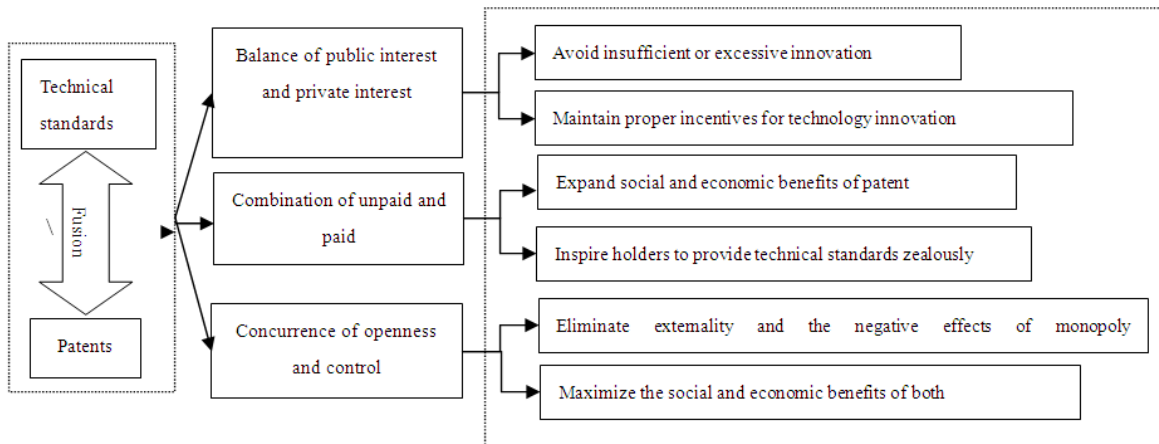 Technical
standards
Fusion
Patents
Balance of public interest
and private interest
Combination of unpaid and
paid
Concurrence of openness
and control
Avoid insufficient or excessive innovation
Maintain proper incentives for technology innovation
Expand social and economic benefits of patent
Inspire holders to provide technical standards zealously
Eliminate externality and the negative effects of monopoly
Maximize the social and economic benefits of both